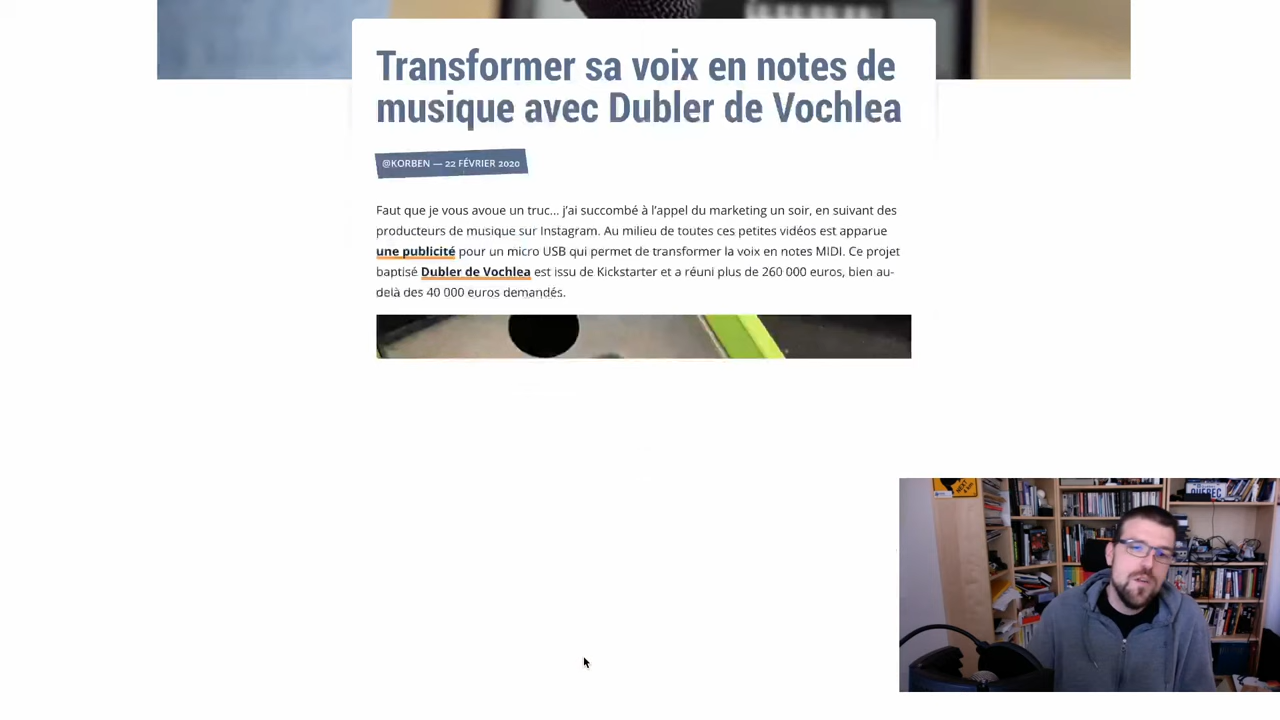 Transformer sa voix en notes de
musique avec Dubler de Vochlea
@KORBEN — 22 FÉVRIER 2020
Faut que je vous avoue un truc... j'ai succombé à l'appel du marketing un soir, en suivant des
producteurs de musique sur Instagram. Au milieu de toutes ces petites vidéos est apparue
une publicité pour un micro USB qui permet de transformer la voix en notes MIDI. Ce projet
baptisé Dubler de Vochlea est issu de Kickstarter et a réuni plus de 260 000 euros, bien au-
delà des 40 000 euros demandés.
QUÉBEC